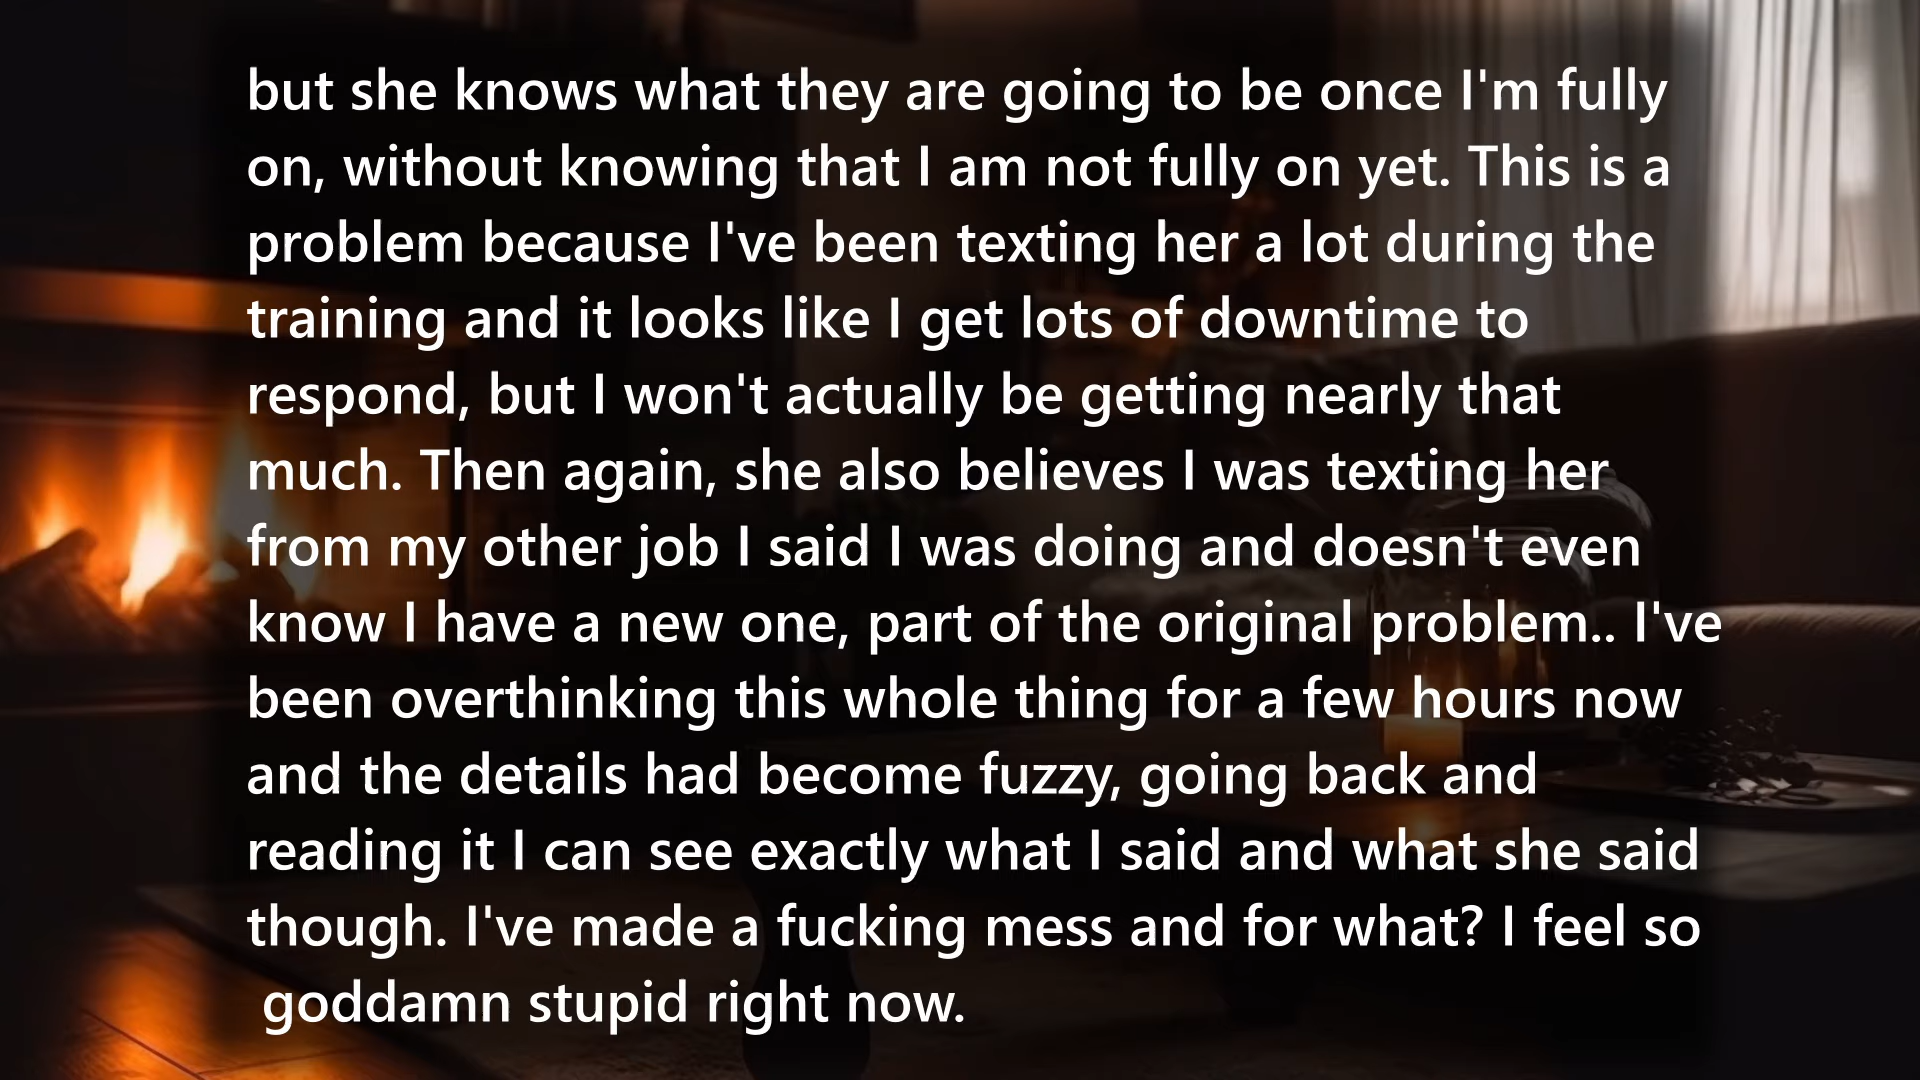 but she knows what they are going to be once I'm fully
on, without knowing that I am not fully on yet. This is a
problem because I've been texting her a lot during the
training and it looks like I get lots of downtime to
respond, but I won't actually be getting nearly that
much. Then again, she also believes I was texting her
from my other job I said I was doing and doesn't even
know I have a new one, part of the original problem.. I've
been overthinking this whole thing for a few hours now
and the details had become fuzzy, going back and
reading it I can see exactly what I said and what she said
though. I've made a fucking mess and for what? I feel so
goddamn stupid right now.